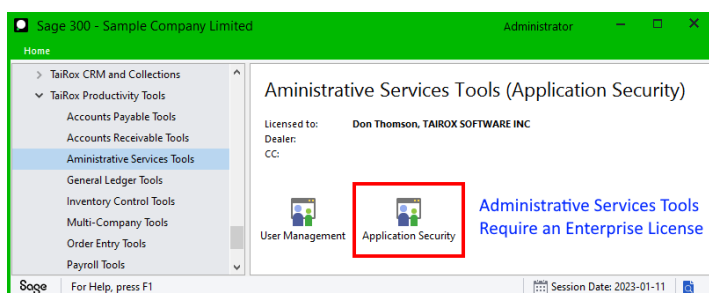 Sage 300 - Sample Company Limited
Administrator
Home
TaiRox CRM and Collections
TaiRox Productivity Tools
Accounts Payable Tools
Accounts Receivable Tools
Aministrative Services Tools
General Ledger Tools
Inventory Control Tools
Multi-Company Tools
Order Entry Tools
Payroll Tools
Aministrative Services Tools (Application Security)
Licensed to: Don Thomson, TAIROX SOFTWARE INC
Dealer:
CC:
User Management
Application Security
Administrative Services Tools
Require an Enterprise License
Sage
For Help, press F1
Session Date: 2023-01-11